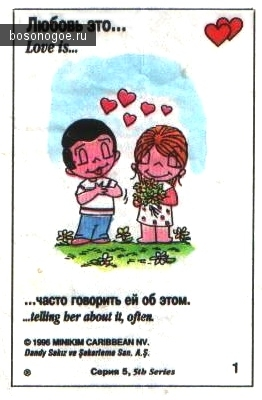 Любовь это...
bosonogoe.ru
Love is...
...часто говорить ей об этом.
...telling her about it, often.
© 1996 MINIKIM CARIBBEAN NV.
Dandy Sakız ve Şekerleme San. A.Ş.
® Серия 5, 5th Series 1